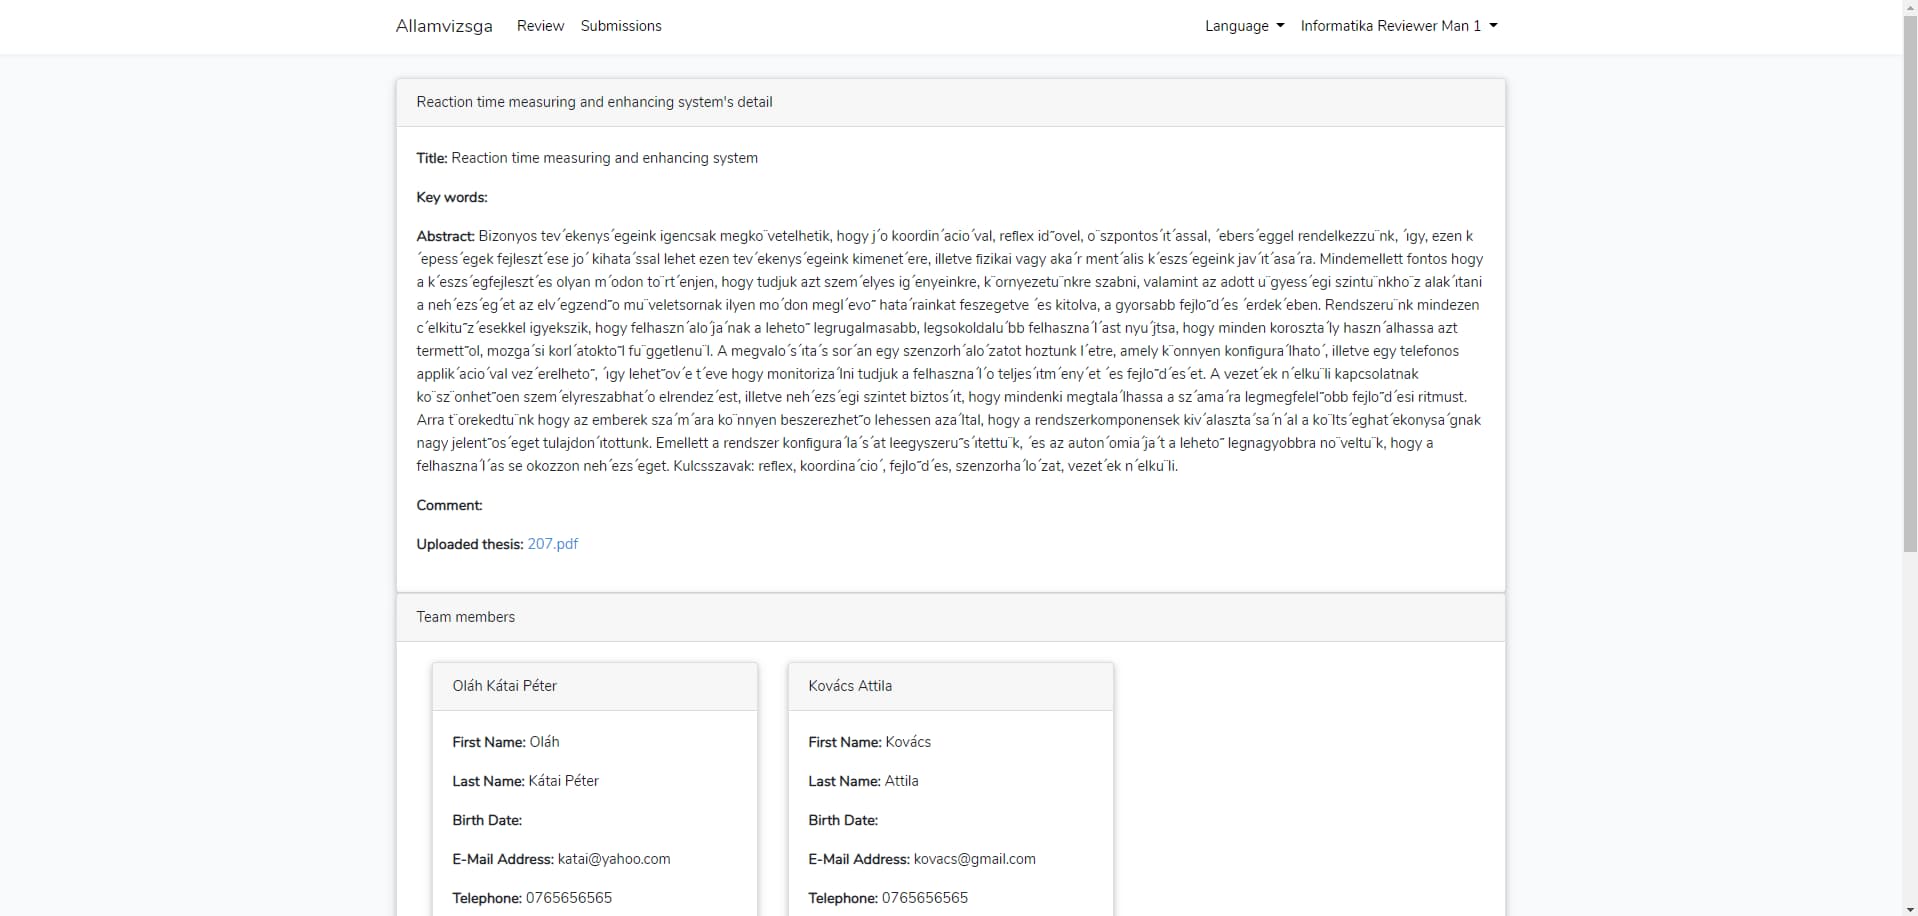 Allamvizsga Review Submissions Language Informatika Reviewer Man 1
Reaction time measuring and enhancing system's detail
Title: Reaction time measuring and enhancing system
Key words:
Abstract: Bizonyos tev´ekenys´egeink igencsak megko¨vetelhetik, hogy j´o koordin´acio´val, reflex id˝ovel, o¨szpontos´ıt´assal, ´ebers´eggel rendelkezzu¨nk, ´ıgy, ezen k
´epess´egek fejleszt´ese jo´ kihata´ssal lehet ezen tev´ekenys´egeink kimenet´ere, illetve fizikai vagy aka´r ment´alis k´eszs´egeink jav´ıt´asa´ra. Mindemellett fontos hogy
a k´eszs´egfejleszt´es olyan m´odon to¨rt´enjen, hogy tudjuk azt szem´elyes ig´enyeinkre, k¨ornyezetu¨nkre szabni, valamint az adott u¨gyess´egi szintu¨nkho¨z alak´ıtani
a neh´ezs´eg´et az elv´egzend˝o mu¨veletsornak ilyen mo´don megl´evo˝ hata´rainkat feszegetve ´es kitolva, a gyorsabb fejlo˝d´es ´erdek´eben. Rendszeru¨nk mindezen
c´elkitu˝z´esekkel igyekszik, hogy felhaszn´alo´ja´nak a leheto˝ legrugalmasabb, legsokoldalu´bb felhaszna´l´ast nyu´jtsa, hogy minden koroszta´ly haszn´alhassa azt
termett˝ol, mozga´si korl´atokto˝l fu¨ggetlenu¨l. A megvalo´s´ıta´s sor´an egy szenzorh´alo´zatot hoztunk l´etre, amely k¨onnyen konfigura´lhato´, illetve egy telefonos
applik´acio´val vez´erelheto˝, ´ıgy lehet˝ov´e t´eve hogy monitoriza´lni tudjuk a felhaszna´l´o teljes´ıtm´eny´et ´es fejlo˝d´es´et. A vezet´ek n´elku¨li kapcsolatnak
ko¨sz¨onhet˝oen szem´elyreszabhat´o elrendez´est, illetve neh´ezs´egi szintet biztos´ıt, hogy mindenki megtala´lhassa a sz´ama´ra legmegfelel˝obb fejlo˝d´esi ritmust.
Arra t¨orekedtu¨nk hogy az emberek sza´m´ara ko¨nnyen beszerezhet˝o lehessen aza´ltal, hogy a rendszerkomponensek kiv´alaszta´sa´n´al a ko¨lts´eghat´ekonysa´gnak
nagy jelent˝os´eget tulajdon´ıtottunk. Emellett a rendszer konfigura´la´s´at leegyszeru˝s´ıtettu¨k, ´es az auton´omia´ja´t a leheto˝ legnagyobbra no¨veltu¨k, hogy a
felhaszna´l´as se okozzon neh´ezs´eget. Kulcsszavak: reflex, koordina´cio´, fejlo˝d´es, szenzorha´lo´zat, vezet´ek n´elku¨li.
Comment:
Uploaded thesis: 207.pdf
Team members
Oláh Kátai Péter
First Name: Oláh
Last Name: Kátai Péter
Birth Date:
E-Mail Address: katai@yahoo.com
Telephone: 0765656565
Kovács Attila
First Name: Kovács
Last Name: Attila
Birth Date:
E-Mail Address: kovacs@gmail.com
Telephone: 0765656565